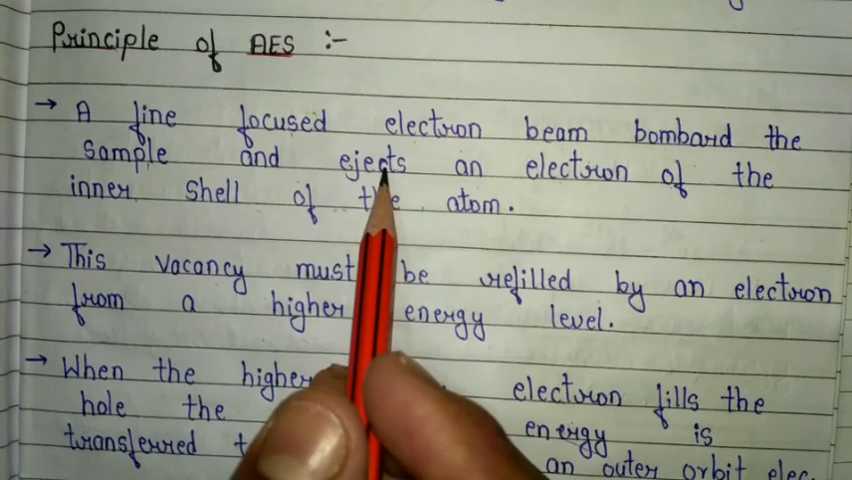 Principle of AES :-
→ A fine focused electron beam bombard the
sample and ejects an electron of the
inner shell of the atom.
→ This vacancy must be refilled by an electron
from a higher energy level.
→ When the higher electron fills the
hole the energy is
transferred an outer orbit elec.